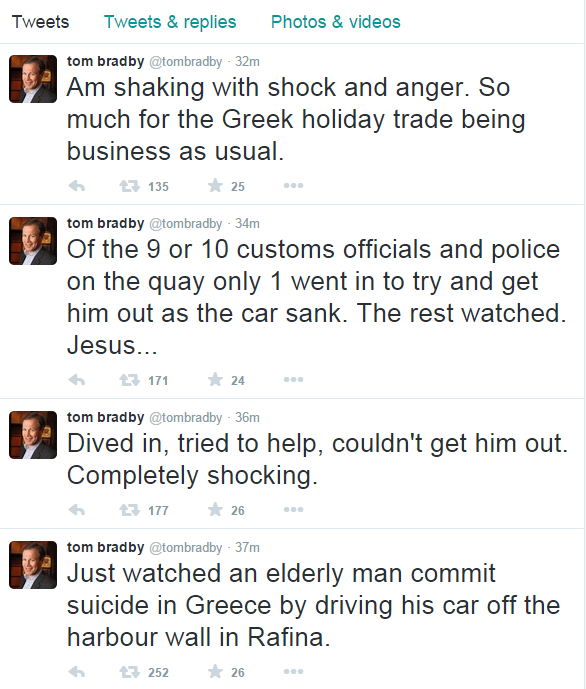 Tweets Tweets & replies Photos & videos
tom bradby @tombradby · 32m
Am shaking with shock and anger. So
much for the Greek holiday trade being
business as usual.
135 25
tom bradby @tombradby · 34m
Of the 9 or 10 customs officials and police
on the quay only 1 went in to try and get
him out as the car sank. The rest watched.
Jesus...
171 24
tom bradby @tombradby · 36m
Dived in, tried to help, couldn't get him out.
Completely shocking.
177 26
tom bradby @tombradby · 37m
Just watched an elderly man commit
suicide in Greece by driving his car off the
harbour wall in Rafina.
252 26